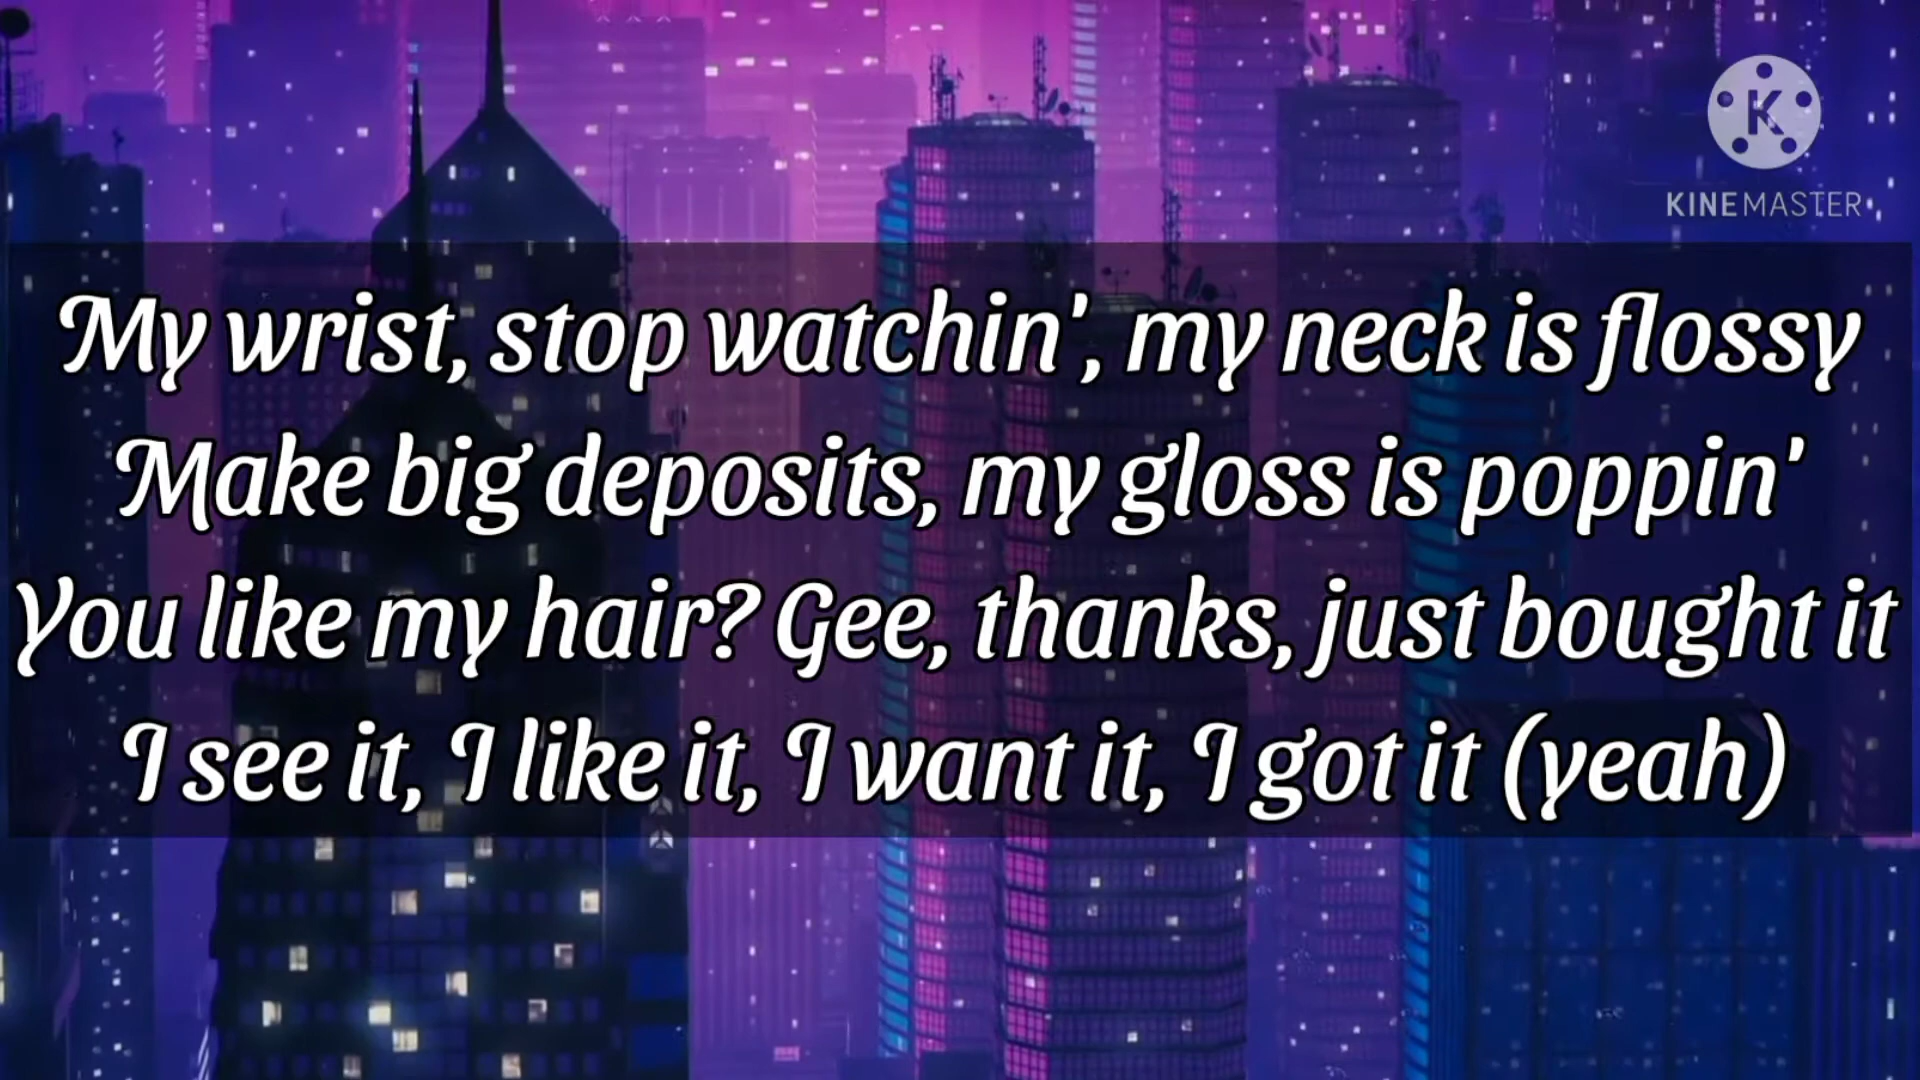 KINEMASTER
My wrist, stop watchin', my neck is flossy
Make big deposits, my gloss is poppin'
You like my hair? Gee, thanks, just bought it
I see it, I like it, I want it, I got it (yeah)